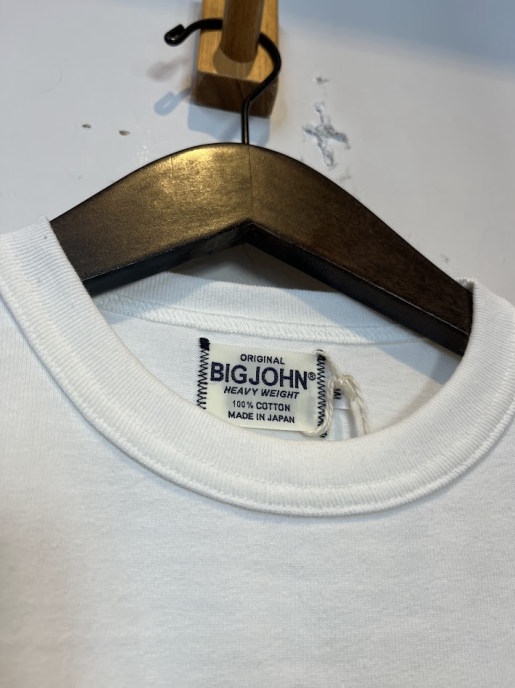 ORIGINAL
BIGJOHN®
HEAVY WEIGHT
100% COTTON
MADE IN JAPAN